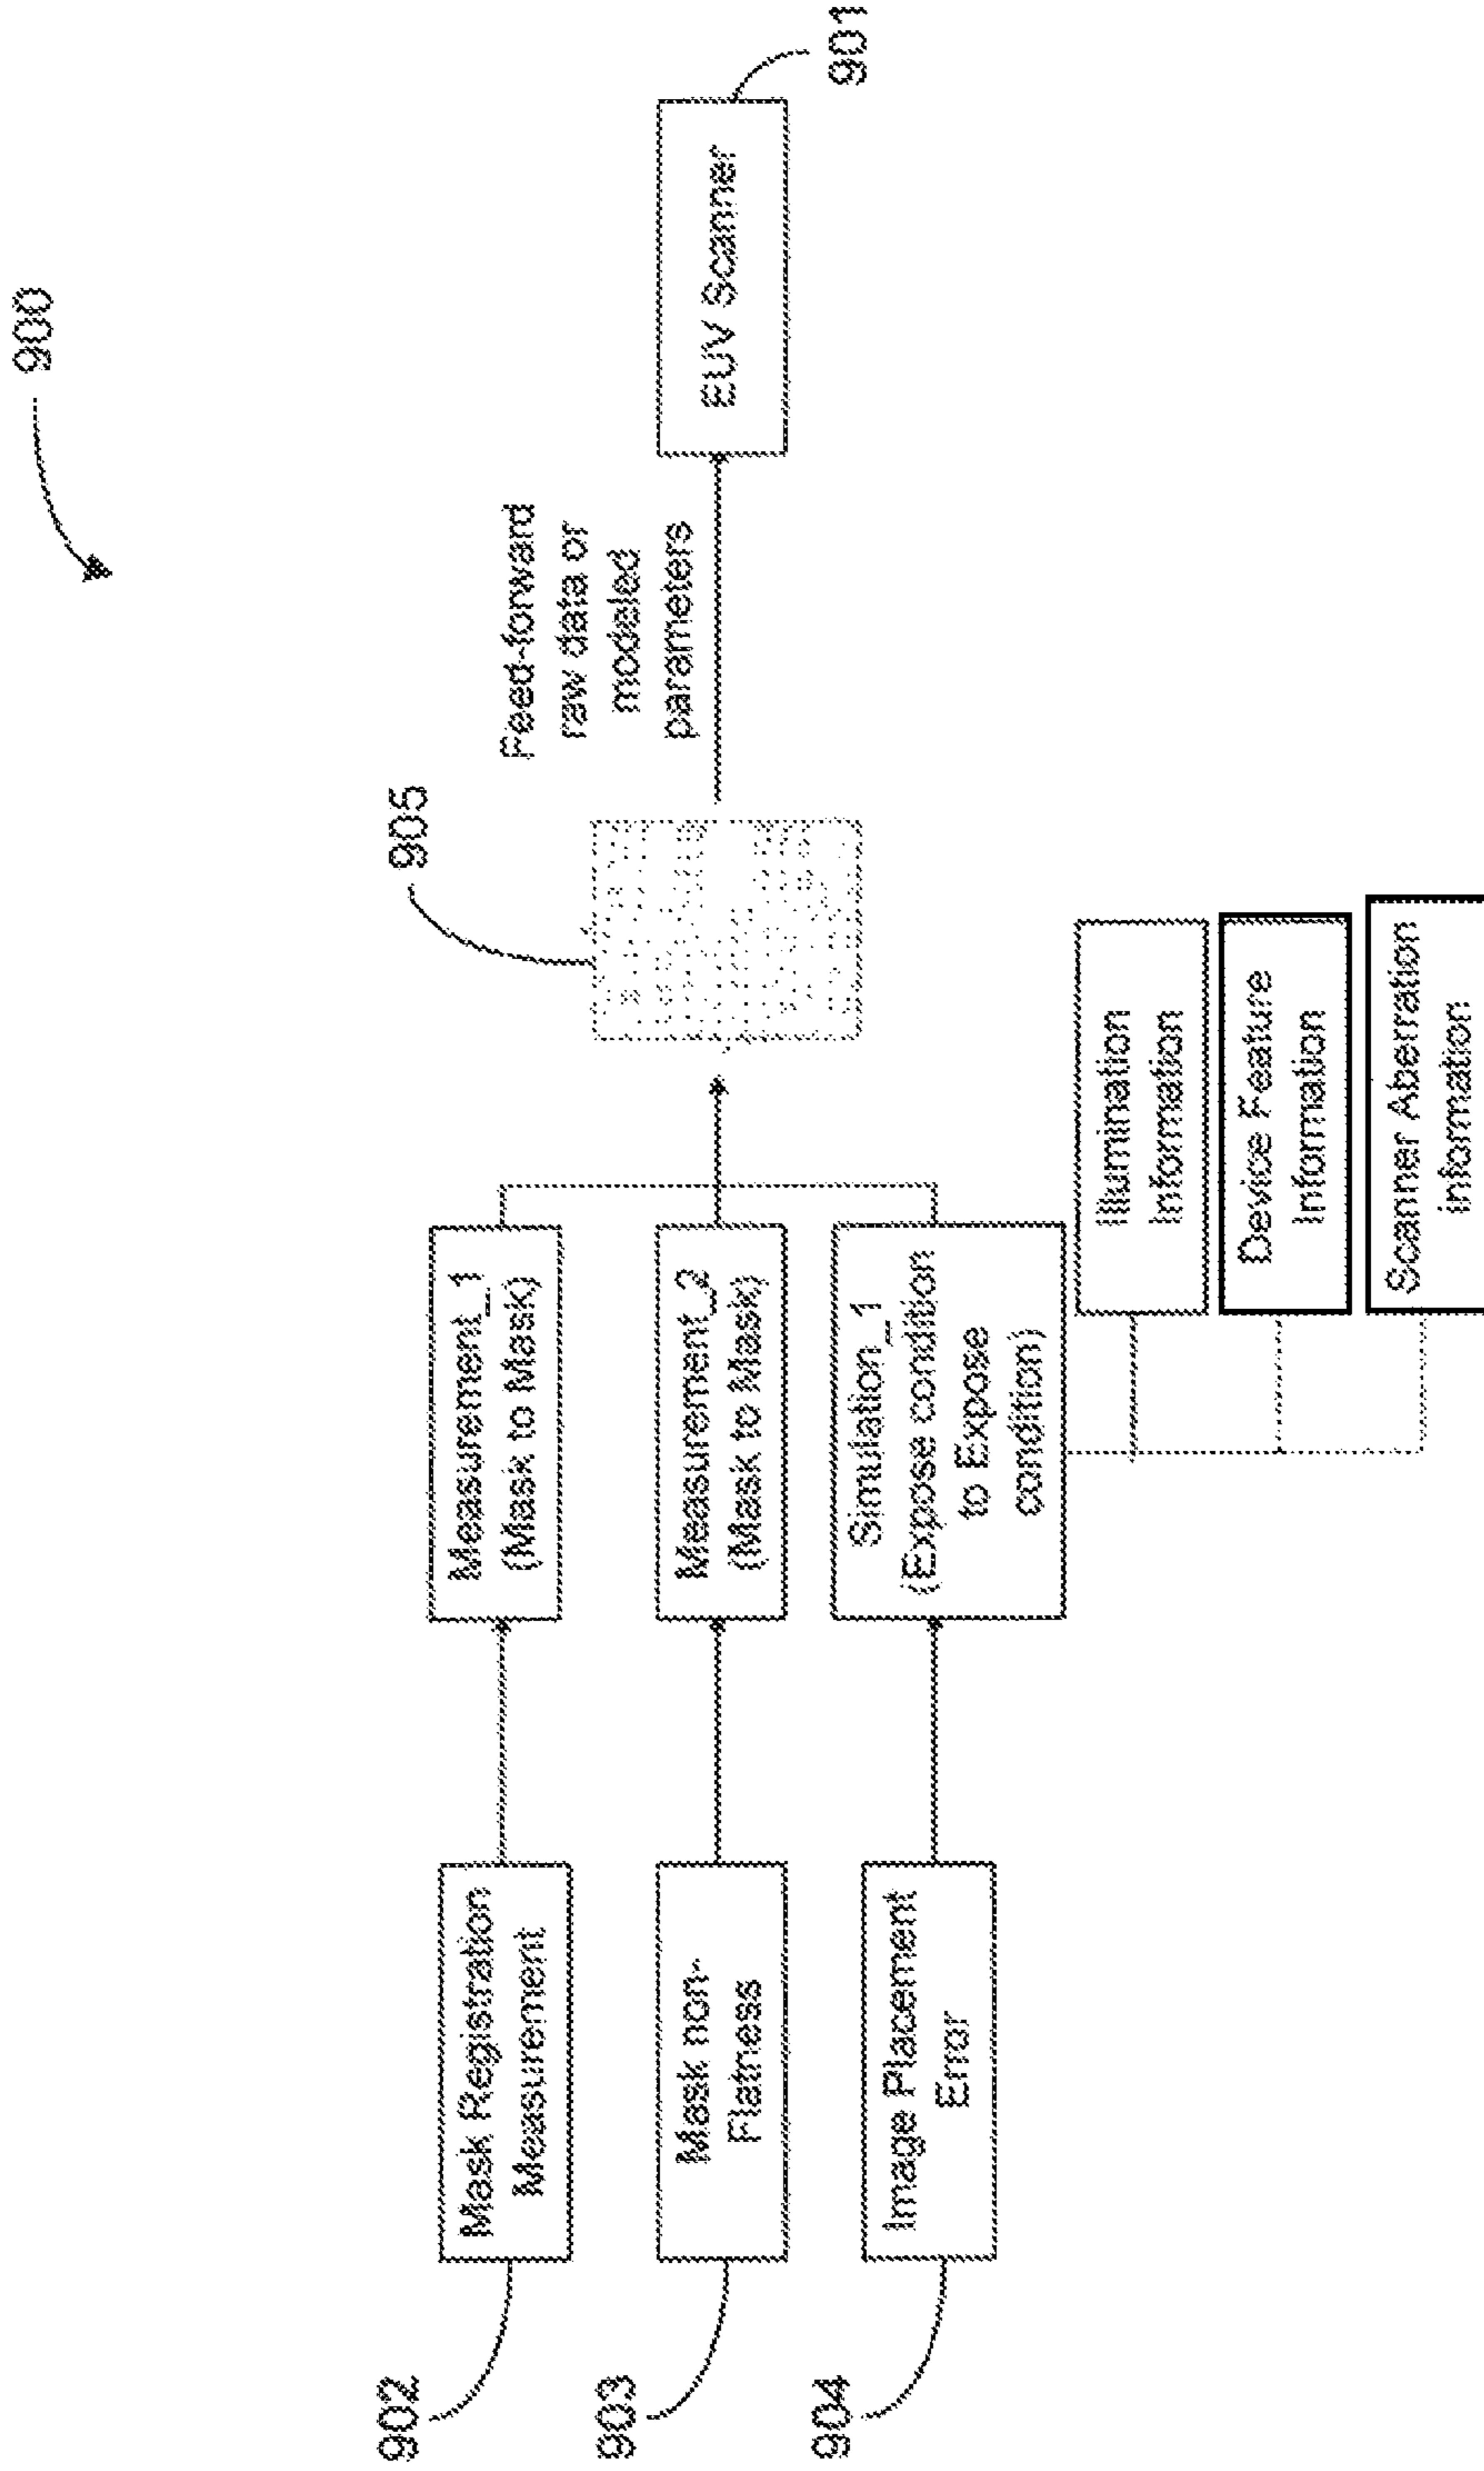 900
902
Mask Registration
Measurement
Measurement_1
(Mask to Mask)
903
Mask non-
Flatness
Measurement_2
(Mask to Mask)
904
Image Placement
Error
Simulation_1
(Expose condition
to Expose
condition)
Illumination
Information
Device Feature
Information
Scanner Aberration
information
905
Feed-forward
raw data or
modeled
parameters
EUV Scanner
901